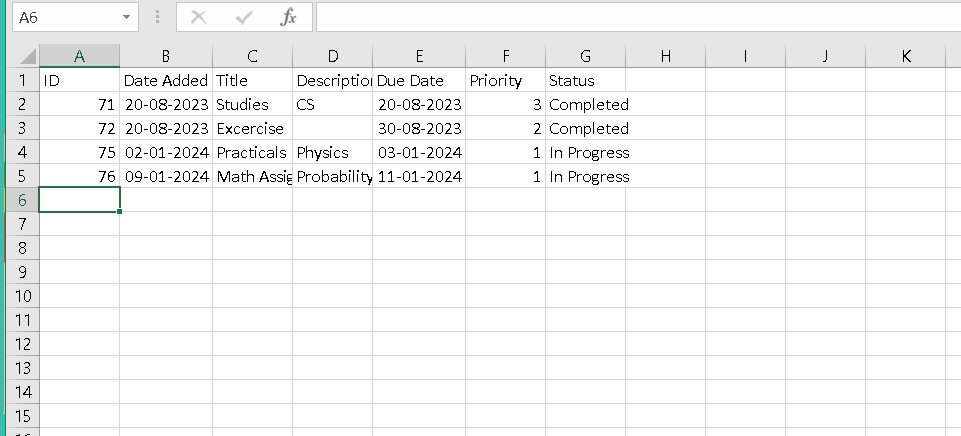 A6 fx
A B C D E F G H I J K
1 ID Date Added Title Description Due Date Priority Status
2 71 20-08-2023 Studies CS 20-08-2023 3 Completed
3 72 20-08-2023 Excercise 30-08-2023 2 Completed
4 75 02-01-2024 Practicals Physics 03-01-2024 1 In Progress
5 76 09-01-2024 Math Assig Probability 11-01-2024 1 In Progress
6
7
8
9
10
11
12
13
14
15